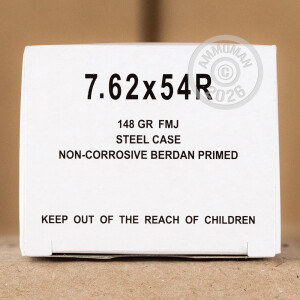 AMMOMAN
©
2026
7.62x54R
148 GR FMJ
STEEL CASE
NON-CORROSIVE BERDAN PRIMED
KEEP OUT OF THE REACH OF CHILDREN